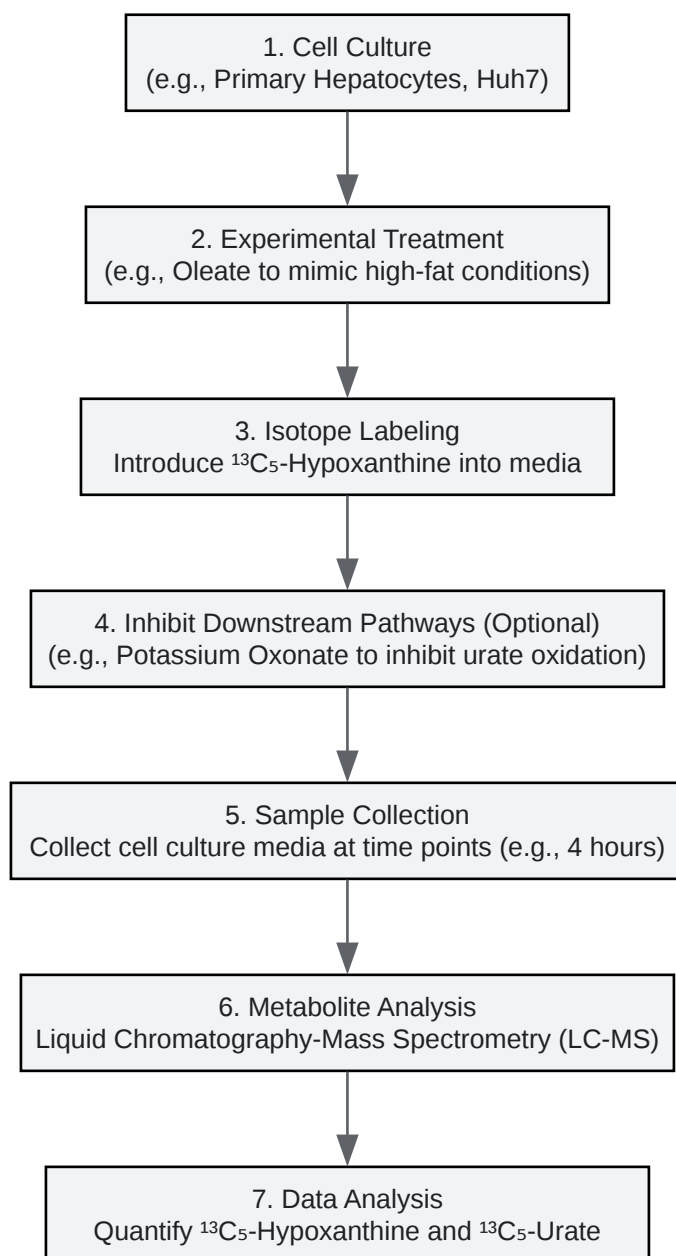 1. Cell Culture
(e.g., Primary Hepatocytes, Huh7)
2. Experimental Treatment
(e.g., Oleate to mimic high-fat conditions)
3. Isotope Labeling
Introduce ¹³C₅-Hypoxanthine into media
4. Inhibit Downstream Pathways (Optional)
(e.g., Potassium Oxonate to inhibit urate oxidation)
5. Sample Collection
Collect cell culture media at time points (e.g., 4 hours)
6. Metabolite Analysis
Liquid Chromatography-Mass Spectrometry (LC-MS)
7. Data Analysis
Quantify ¹³C₅-Hypoxanthine and ¹³C₅-Urate